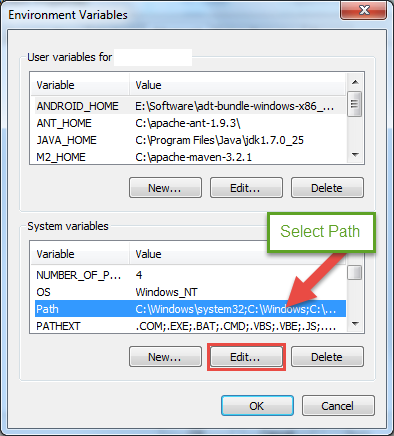 Environment Variables
User variables for
Variable Value
ANDROID_HOME E:\Software\adt-bundle-windows-x86_...
ANT_HOME C:\apache-ant-1.9.3\
JAVA_HOME C:\Program Files\Java\jdk1.7.0_25
M2_HOME C:\apache-maven-3.2.1
New... Edit... Delete
System variables
Select Path
Variable Value
NUMBER_OF_P... 4
OS Windows_NT
Path C:\Windows\system32;C:\Windows;C:\...
PATHEXT .COM;.EXE;.BAT;.CMD;.VBS;.VBE;.JS;....
New... Edit... Delete
OK Cancel